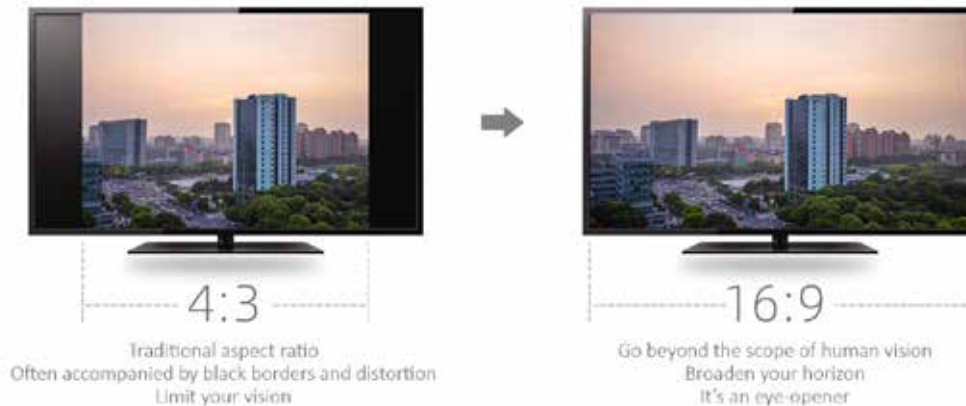 4:3
Traditional aspect ratio
Often accompanied by black borders and distortion
Limit your vision
16:9
Go beyond the scope of human vision
Broaden your horizon
It's an eye-opener